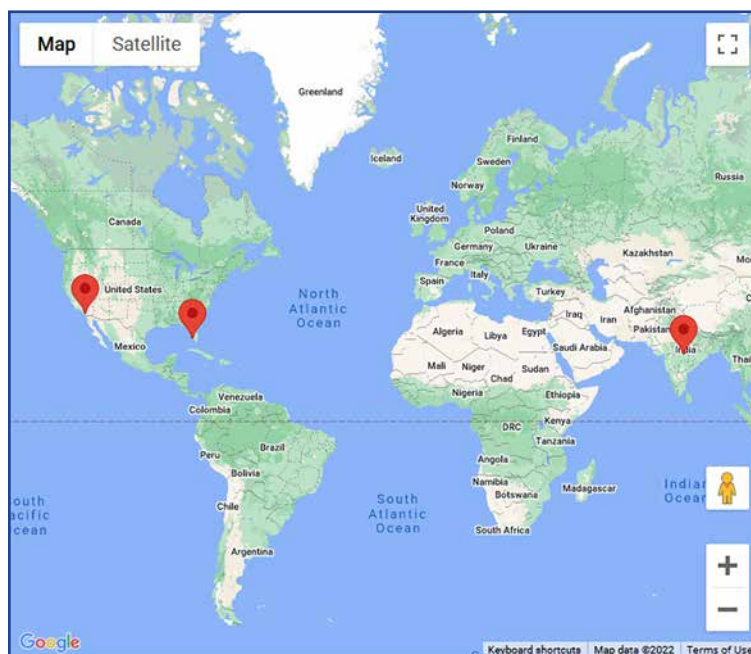 Map Satellite
Greenland
Iceland
Finland
Sweden
Norway
Russia
Canada
United
Kingdom
Poland
Germany
Ukraine
France
Kazakhstan
Italy
Spain
Turkey
United States
North
Atlantic
Ocean
Afghanistan
Iraq
Iran
Pakistan
Algeria
Libya
Egypt
Saudi Arabia
India
Mexico
Mali
Niger
Sudan
Chad
Nigeria
Ethiopia
Venezuela
Colombia
Kenya
DRC
Tanzania
Brazil
Peru
Angola
Bolivia
Namibia
Botswana
Madagascar
South
Atlantic
Ocean
Chile
South Africa
Argentina
Google
Keyboard shortcuts Map data ©2022 Terms of Use